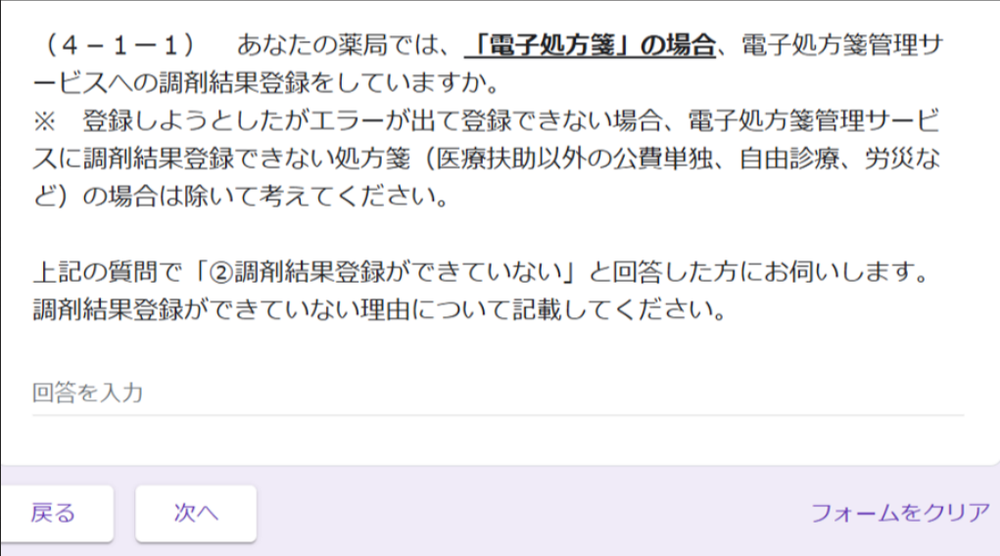 （４－１－１）　あなたの薬局では、「電子処方箋」の場合、電子処方箋管理サ
ービスへの調剤結果登録をしていますか。
※　登録しようとしたがエラーが出て登録できない場合、電子処方箋管理サービ
スに調剤結果登録できない処方箋（医療扶助以外の公費単独、自由診療、労災な
ど）の場合は除いて考えてください。
上記の質問で「②調剤結果登録ができていない」と回答した方にお伺いします。
調剤結果登録ができていない理由について記載してください。
回答を入力
戻る 次へ フォームをクリア